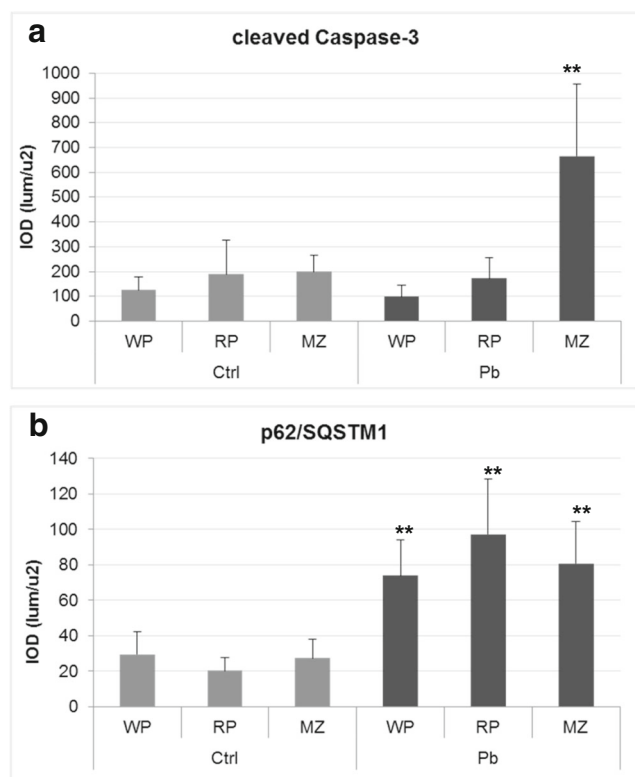 a
cleaved Caspase-3
**
1000
900
800
700
600
500
400
300
200
100
0
IOD (lum/u2)
WP RP MZ WP RP MZ
Ctrl Pb
b
p62/SQSTM1
** ** **
140
120
100
80
60
40
20
0
IOD (lum/u2)
WP RP MZ WP RP MZ
Ctrl Pb